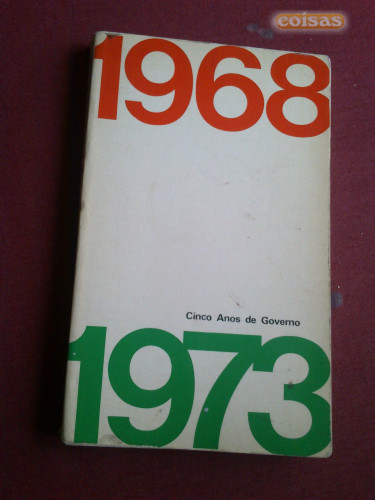 coisas
1968
Cinco Anos de Governo
1973